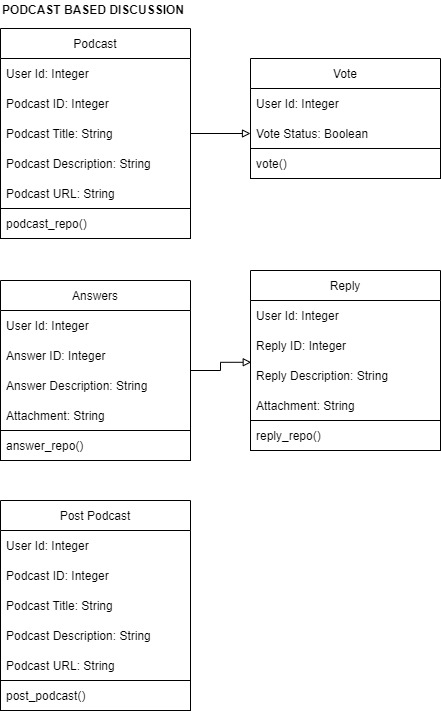 PODCAST BASED DISCUSSION
Podcast
User Id: Integer
Podcast ID: Integer
Podcast Title: String
Podcast Description: String
Podcast URL: String
podcast_repo()
Vote
User Id: Integer
Vote Status: Boolean
vote()
Answers
User Id: Integer
Answer ID: Integer
Answer Description: String
Attachment: String
answer_repo()
Reply
User Id: Integer
Reply ID: Integer
Reply Description: String
Attachment: String
reply_repo()
Post Podcast
User Id: Integer
Podcast ID: Integer
Podcast Title: String
Podcast Description: String
Podcast URL: String
post_podcast()